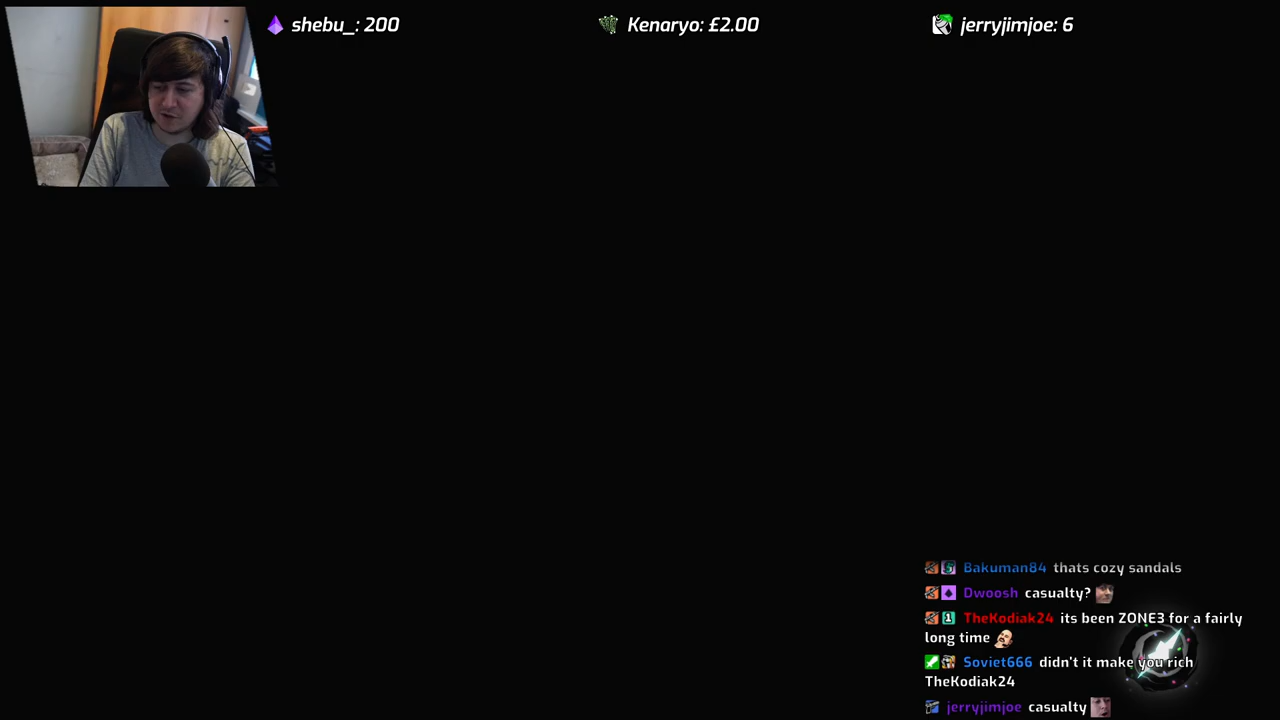 shebu_: 200
Kenaryo: £2.00
jerryjimjoe: 6
Bakuman84 thats cozy sandals
Dwoosh casualty?
TheKodiak24 its been ZONE3 for a fairly
long time
Soviet666 didn't it make you rich
TheKodiak24
jerryjimjoe casualty